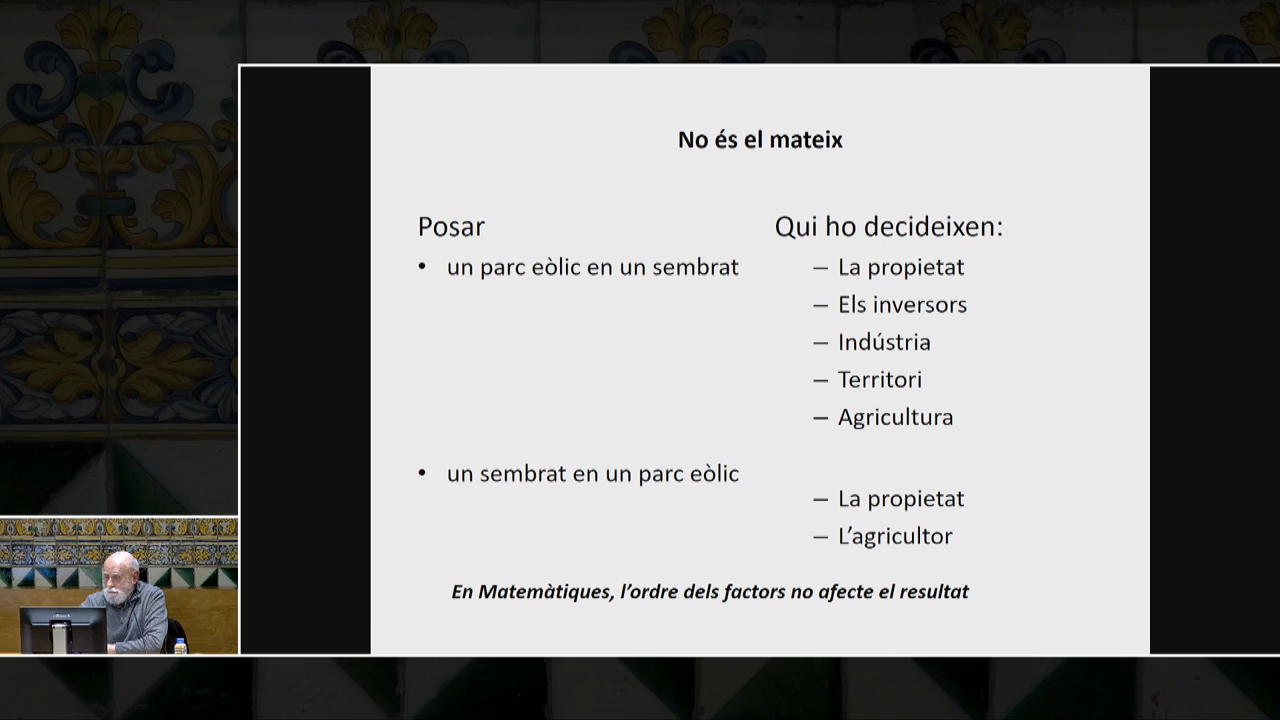 No és el mateix
Posar
• un parc eòlic en un sembrat
Qui ho decideixen:
– La propietat
– Els inversors
– Indústria
– Territori
– Agricultura
• un sembrat en un parc eòlic
– La propietat
– L’agricultor
En Matemàtiques, l’ordre dels factors no afecte el resultat